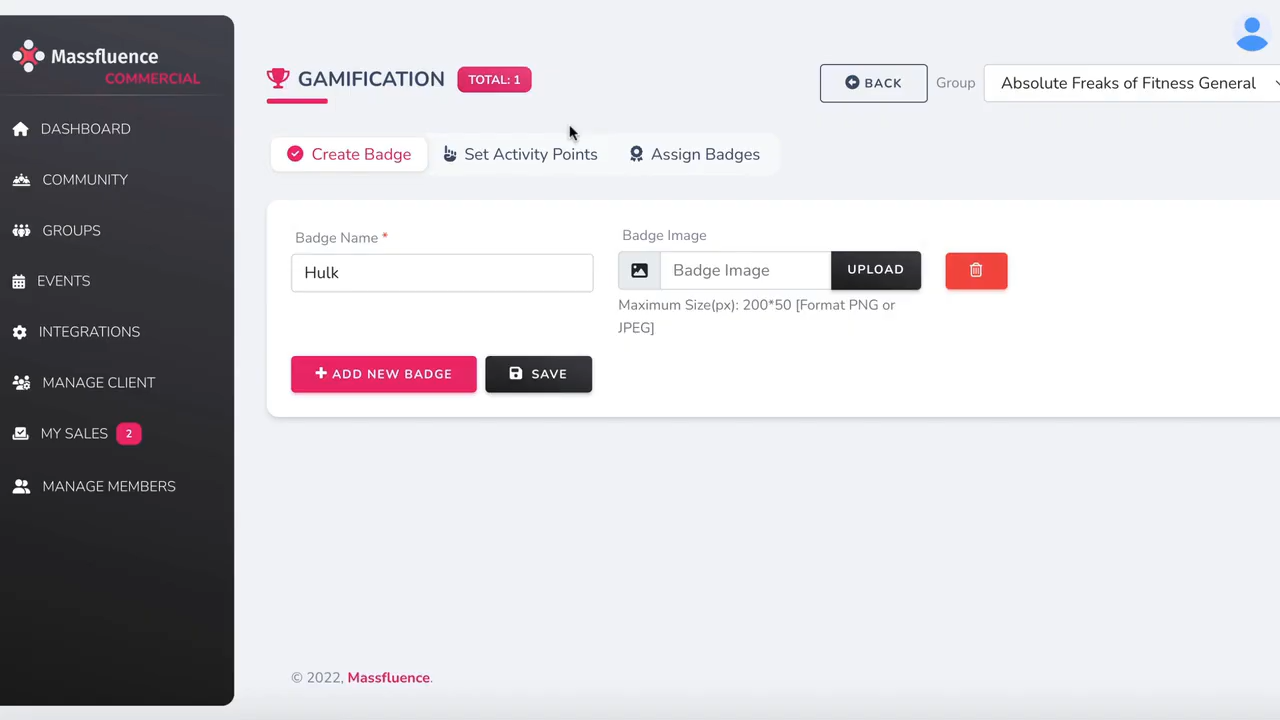 Massfluence
COMMERCIAL
DASHBOARD
COMMUNITY
GROUPS
EVENTS
INTEGRATIONS
MANAGE CLIENT
MY SALES 2
MANAGE MEMBERS
GAMIFICATION TOTAL: 1
BACK Group Absolute Freaks of Fitness General
Create Badge Set Activity Points Assign Badges
Badge Name * Badge Image
Hulk Badge Image UPLOAD
Maximum Size(px): 200*50 [Format PNG or
JPEG]
+ ADD NEW BADGE SAVE
© 2022, Massfluence.